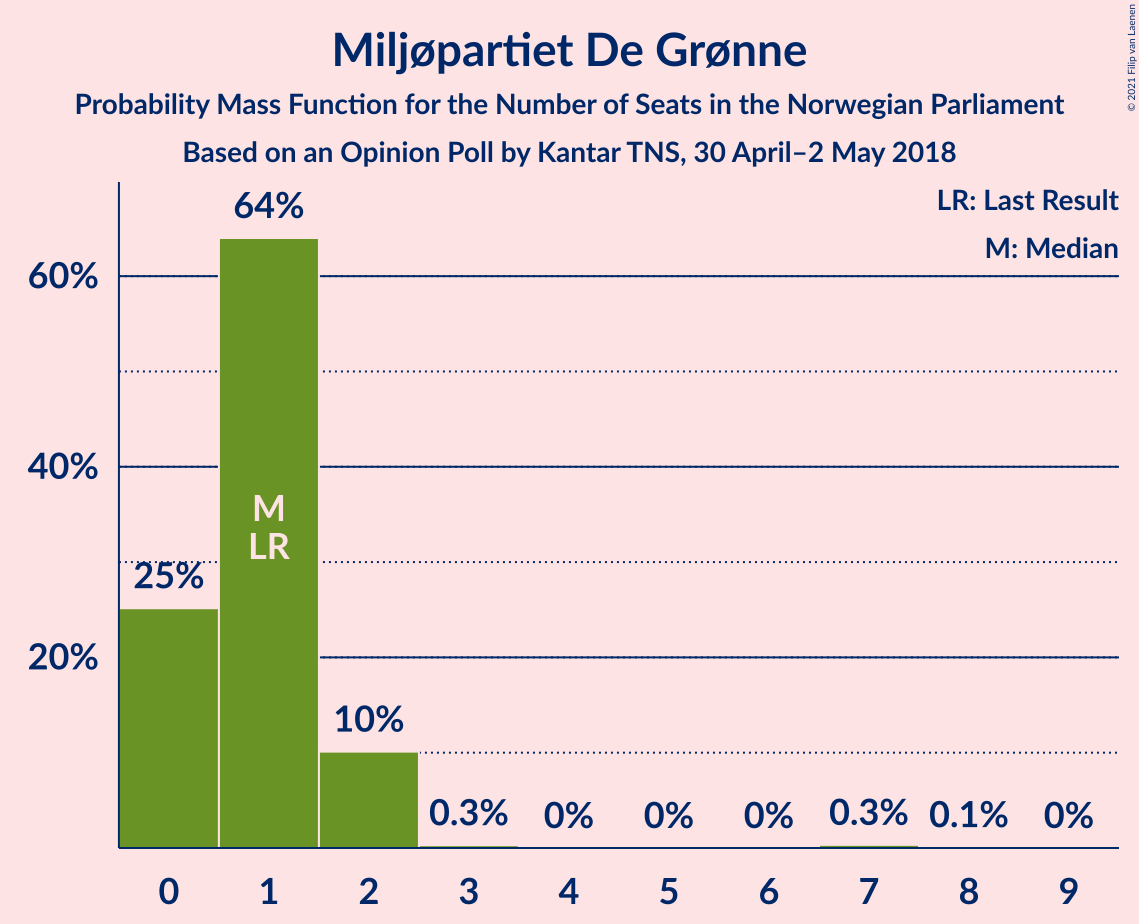 Miljøpartiet De Grønne
Probability Mass Function for the Number of Seats in the Norwegian Parliament
Based on an Opinion Poll by Kantar TNS, 30 April–2 May 2018
© 2021 Filip van Laenen
LR: Last Result
M: Median
60%
40%
20%
25%
64%
M
LR
10%
0.3%
0%
0%
0%
0.3%
0.1%
0%
0 1 2 3 4 5 6 7 8 9